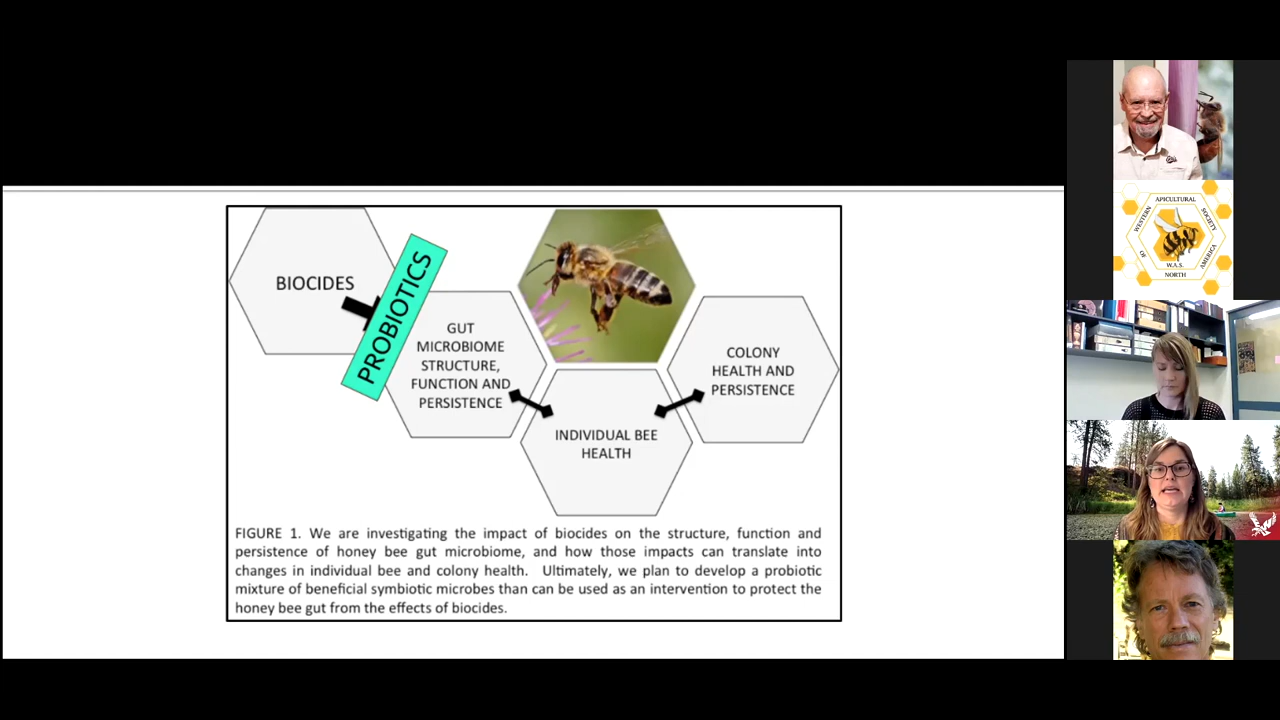 BIOCIDES
PROBIOTICS
GUT
MICROBIOME
STRUCTURE,
FUNCTION AND
PERSISTENCE
INDIVIDUAL BEE
HEALTH
COLONY
HEALTH AND
PERSISTENCE
FIGURE 1. We are investigating the impact of biocides on the structure, function and
persistence of honey bee gut microbiome, and how those impacts can translate into
changes in individual bee and colony health. Ultimately, we plan to develop a probiotic
mixture of beneficial symbiotic microbes than can be used as an intervention to protect the
honey bee gut from the effects of biocides.
WESTERN
APICULTURAL
SOCIETY
OF
W.A.S.
NORTH
AMERICA